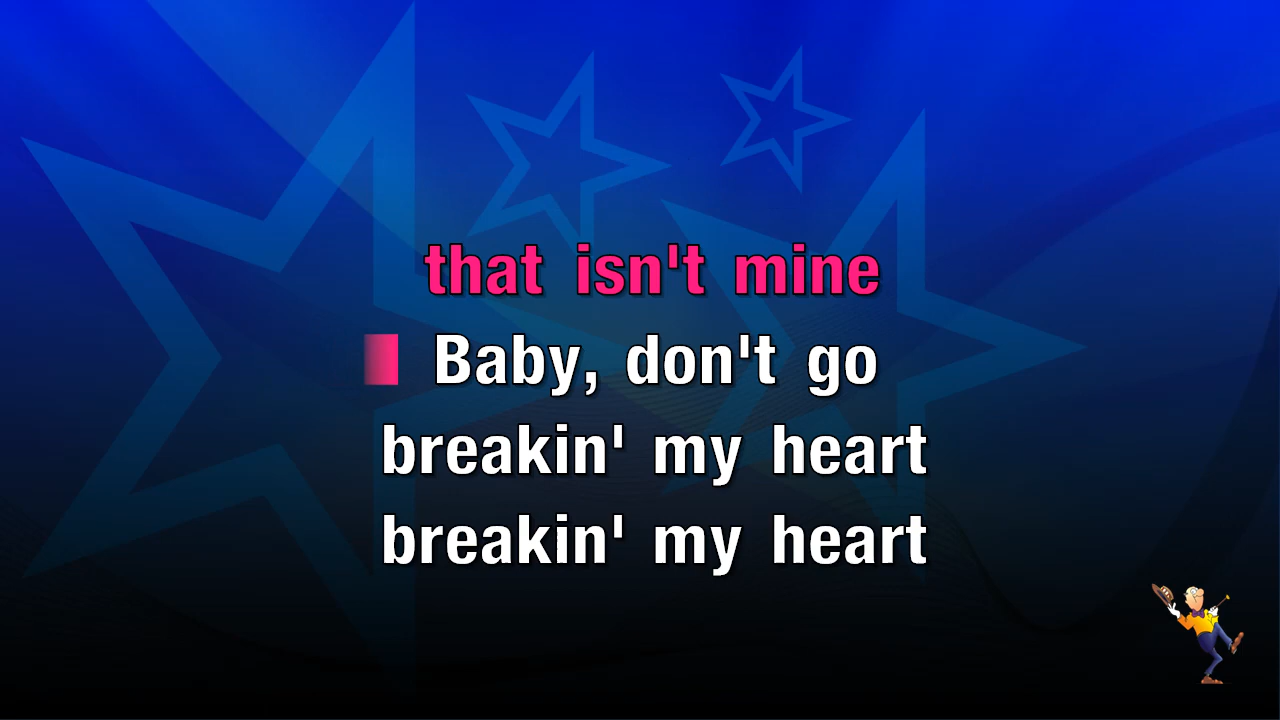 that isn't mine
Baby, don't go
breakin' my heart
breakin' my heart